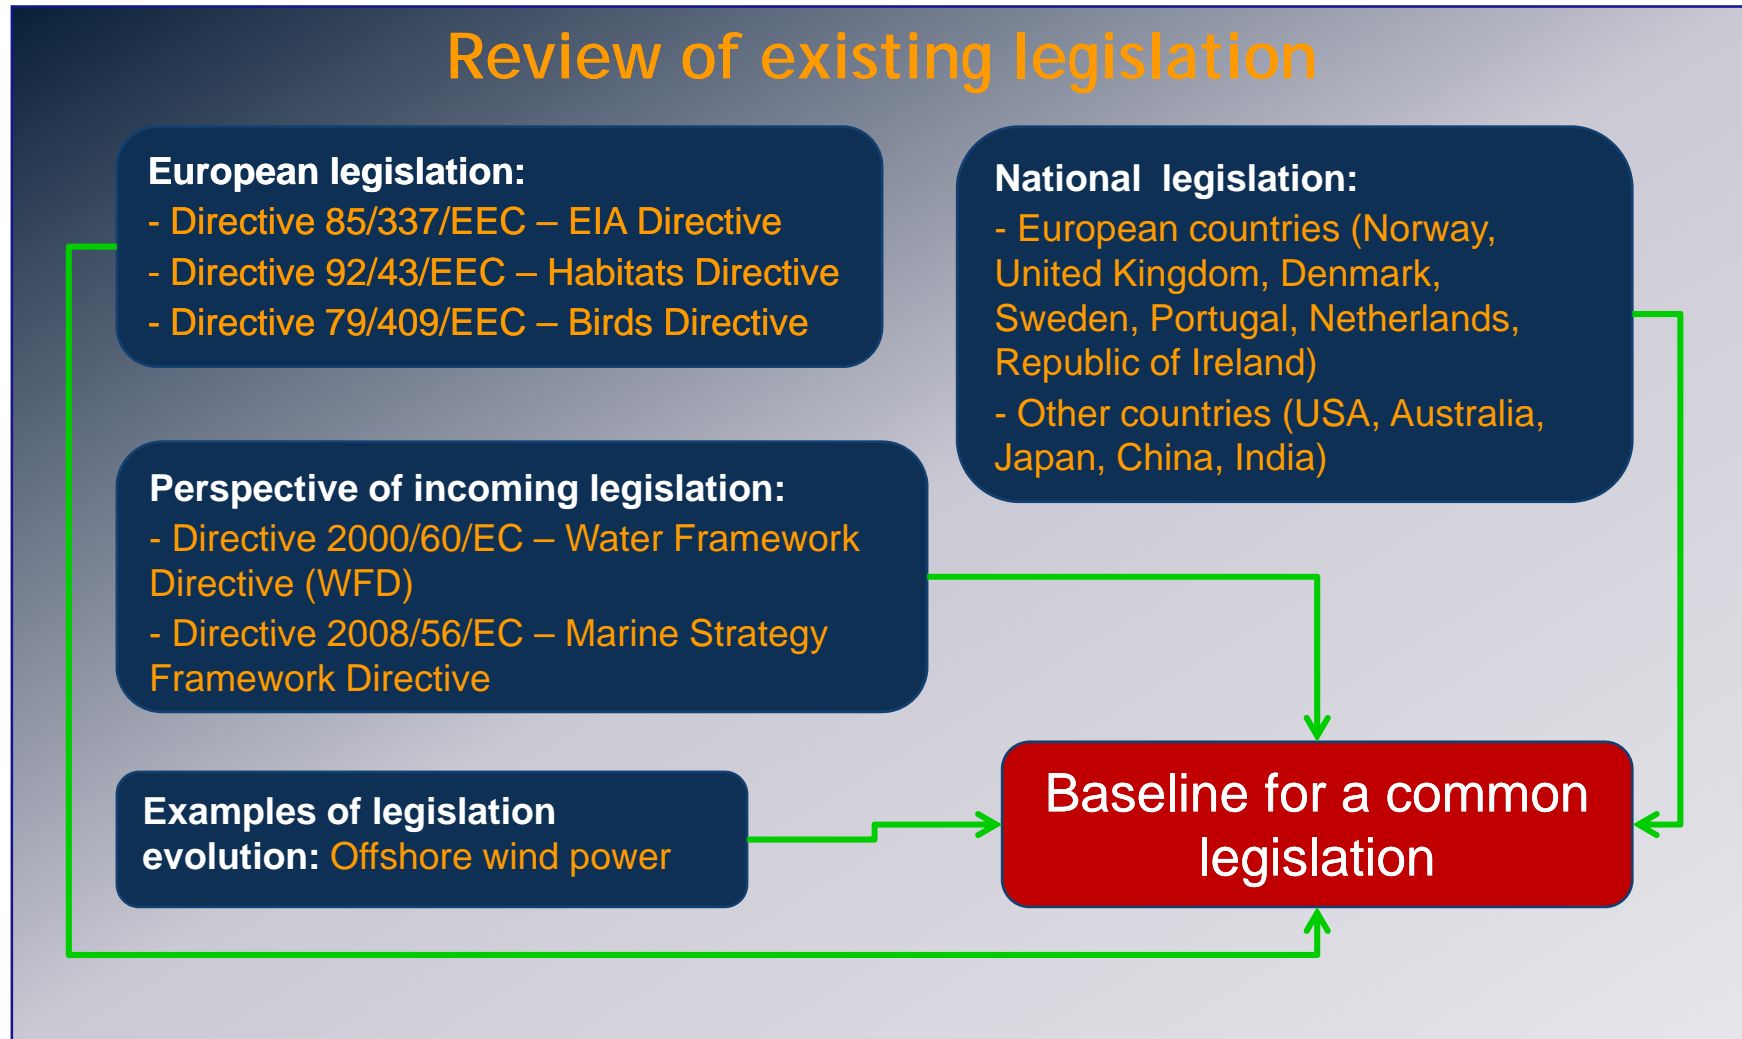 Review of existing legislation
European legislation:
- Directive 85/337/EEC – EIA Directive
- Directive 92/43/EEC – Habitats Directive
- Directive 79/409/EEC – Birds Directive
National  legislation:
- European countries (Norway,
United Kingdom, Denmark,
Sweden, Portugal, Netherlands,
Republic of Ireland)
- Other countries (USA, Australia,
Japan, China, India)
Perspective of incoming legislation:
- Directive 2000/60/EC – Water Framework
Directive (WFD)
- Directive 2008/56/EC – Marine Strategy
Framework Directive
Examples of legislation
evolution: Offshore wind power
Baseline for a common
legislation